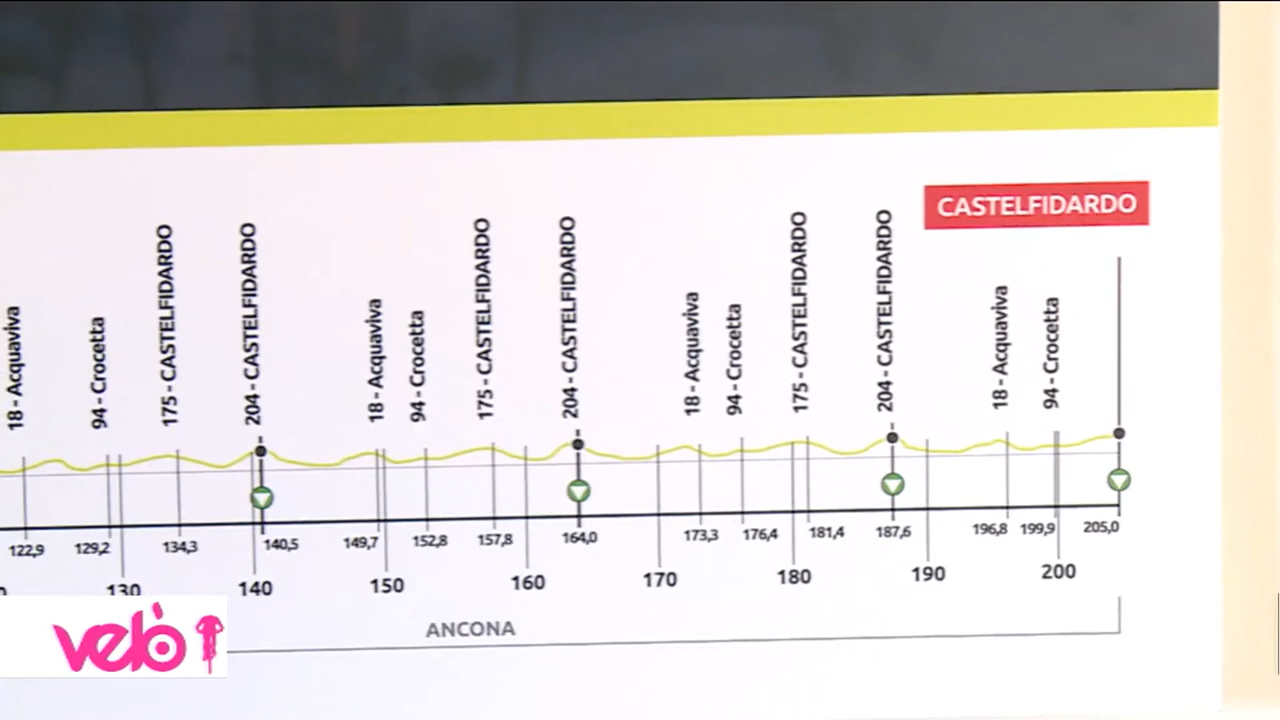 CASTELFIDARDO
18 - Acquaviva
94 - Crocetta
175 - CASTELFIDARDO
204 - CASTELFIDARDO
18 - Acquaviva
94 - Crocetta
175 - CASTELFIDARDO
204 - CASTELFIDARDO
18 - Acquaviva
94 - Crocetta
175 - CASTELFIDARDO
204 - CASTELFIDARDO
18 - Acquaviva
94 - Crocetta
122,9 129,2 134,3 140,5 149,7 152,8 157,8 164,0 173,3 176,4 181,4 187,6 196,8 199,9 205,0
130 140 150 160 170 180 190 200
ANCONA
velò